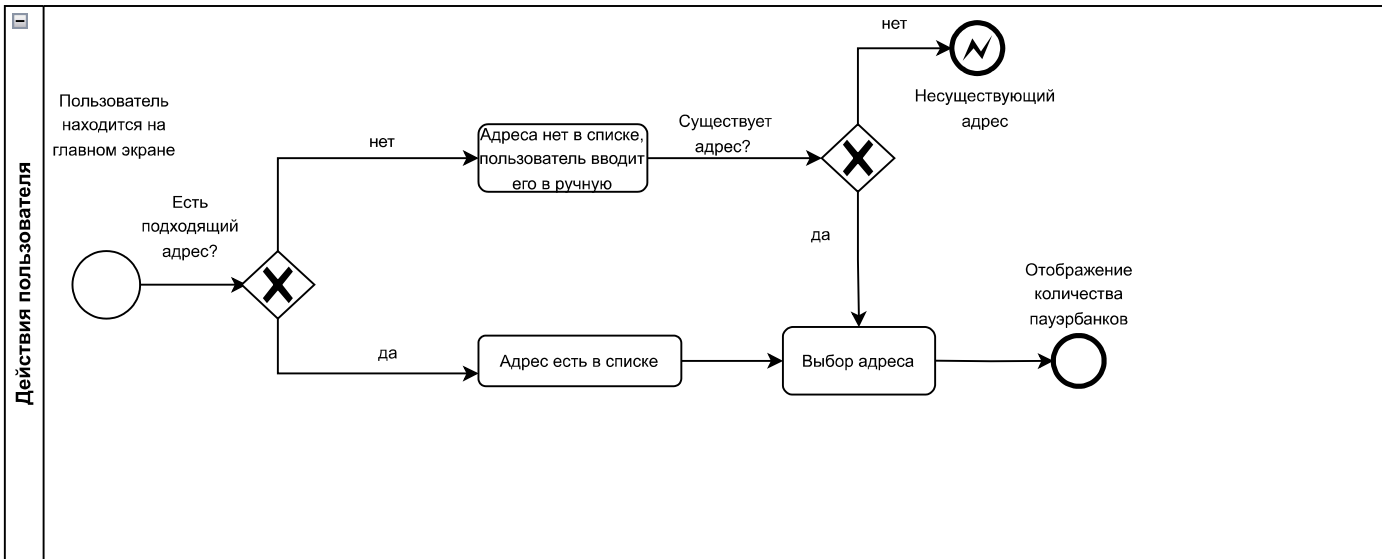 Действия пользователя
Пользователь
находится на
главном экране
Есть
подходящий
адрес?
нет
Адреса нет в списке,
пользователь вводит
его в ручную
Существует
адрес?
нет
Несуществующий
адрес
да
да
Адрес есть в списке
Выбор адреса
Отображение
количества
пауэрбанков